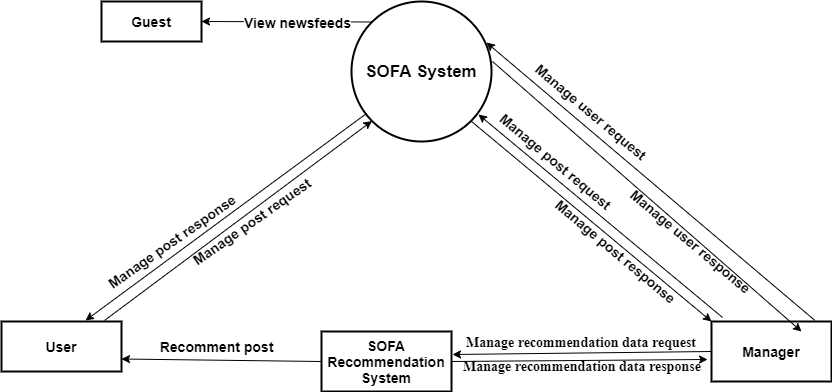 Guest
View newsfeeds
SOFA System
Manage user request
Manage post request
Manage user response
Manage post response
Manage post response
Manage post request
User
Recomment post
SOFA
Recommendation
System
Manage recommendation data request
Manage recommendation data response
Manager